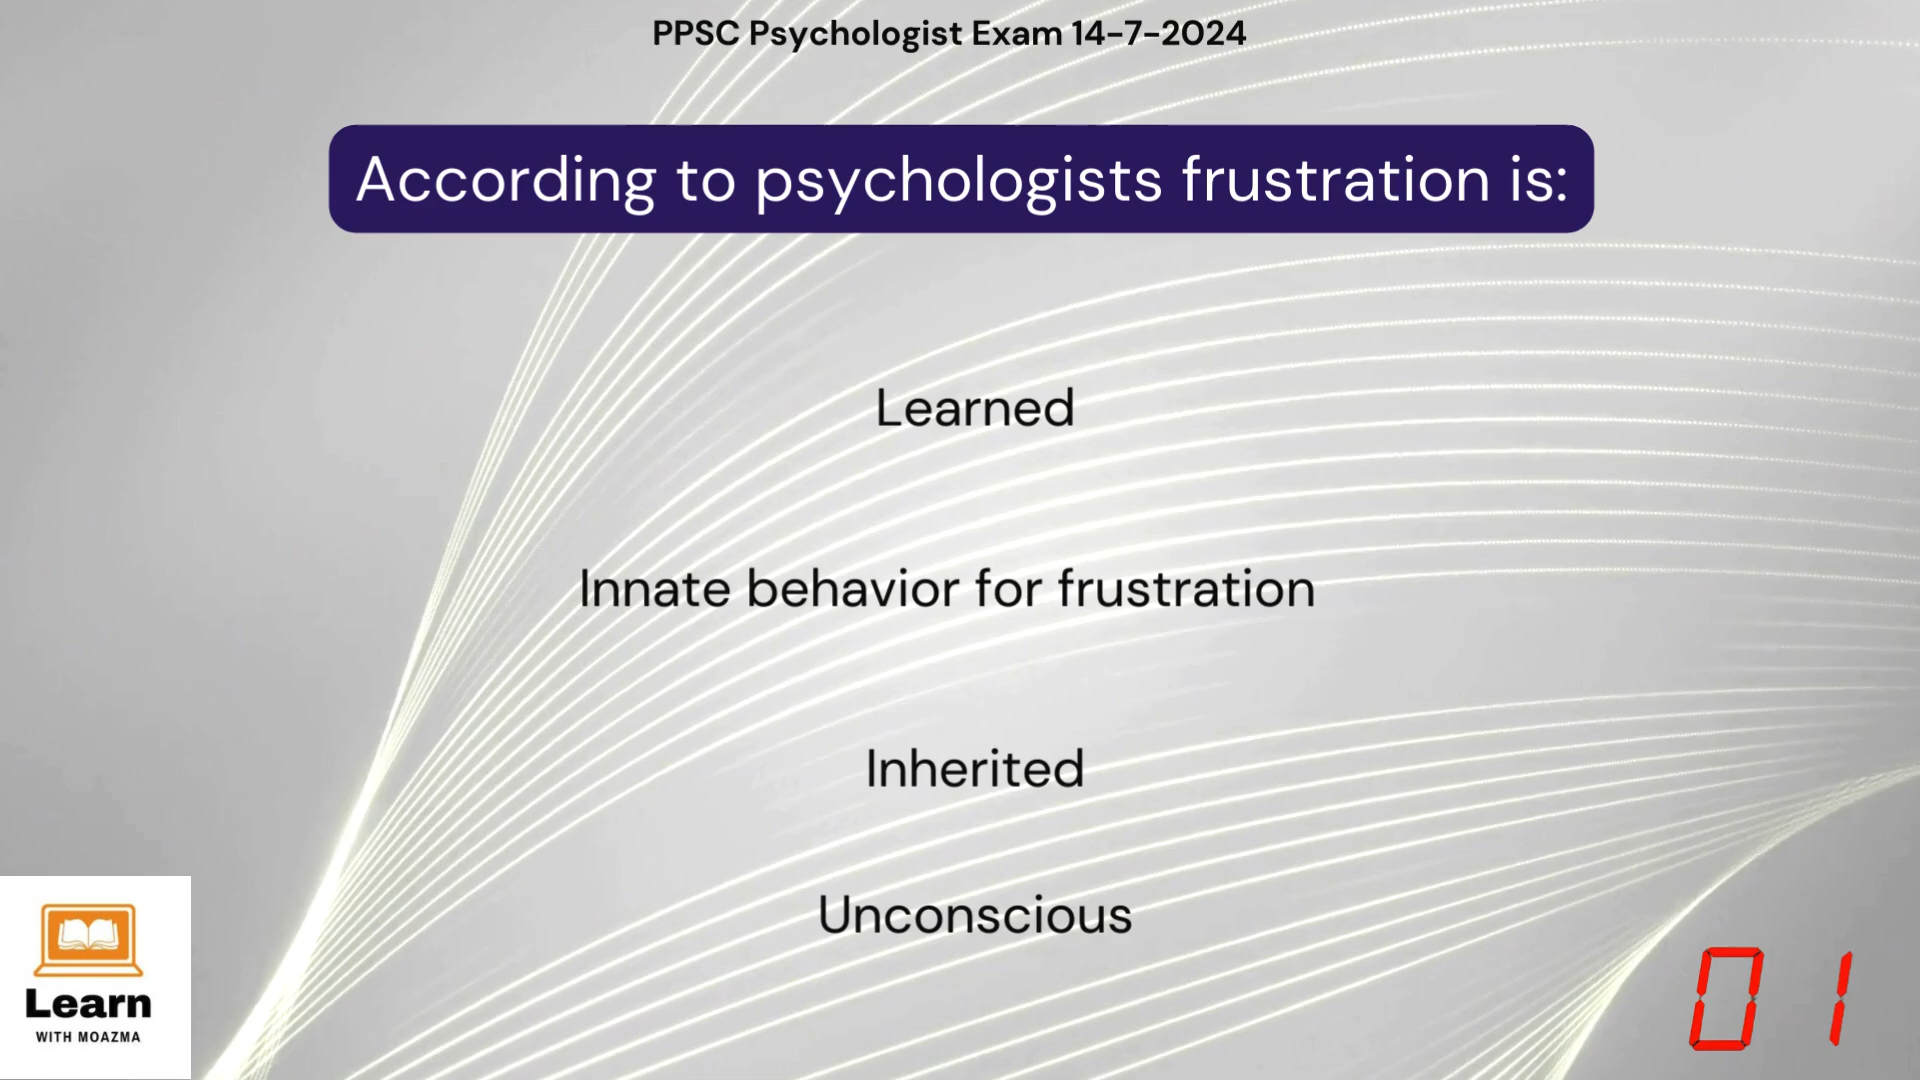 PPSC Psychologist Exam 14-7-2024
According to psychologists frustration is:
Learned
Innate behavior for frustration
Inherited
Unconscious
Learn
WITH MOAZMA
01